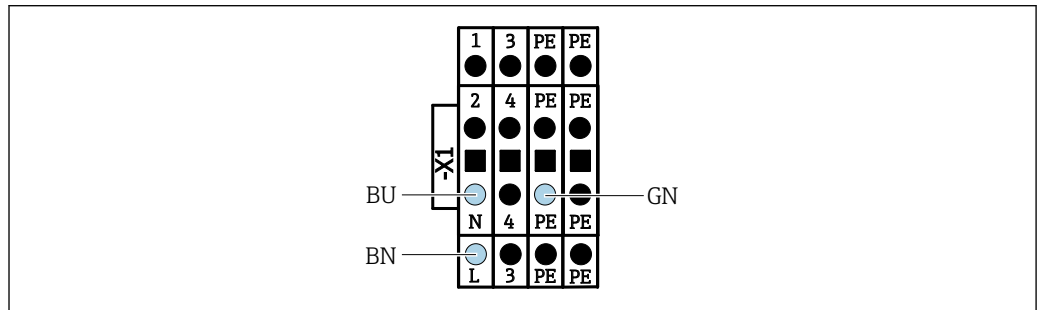 1 3 PE PE
2 4 PE PE
-X1
BU
GN
N 4 PE PE
BN
L 3 PE PE